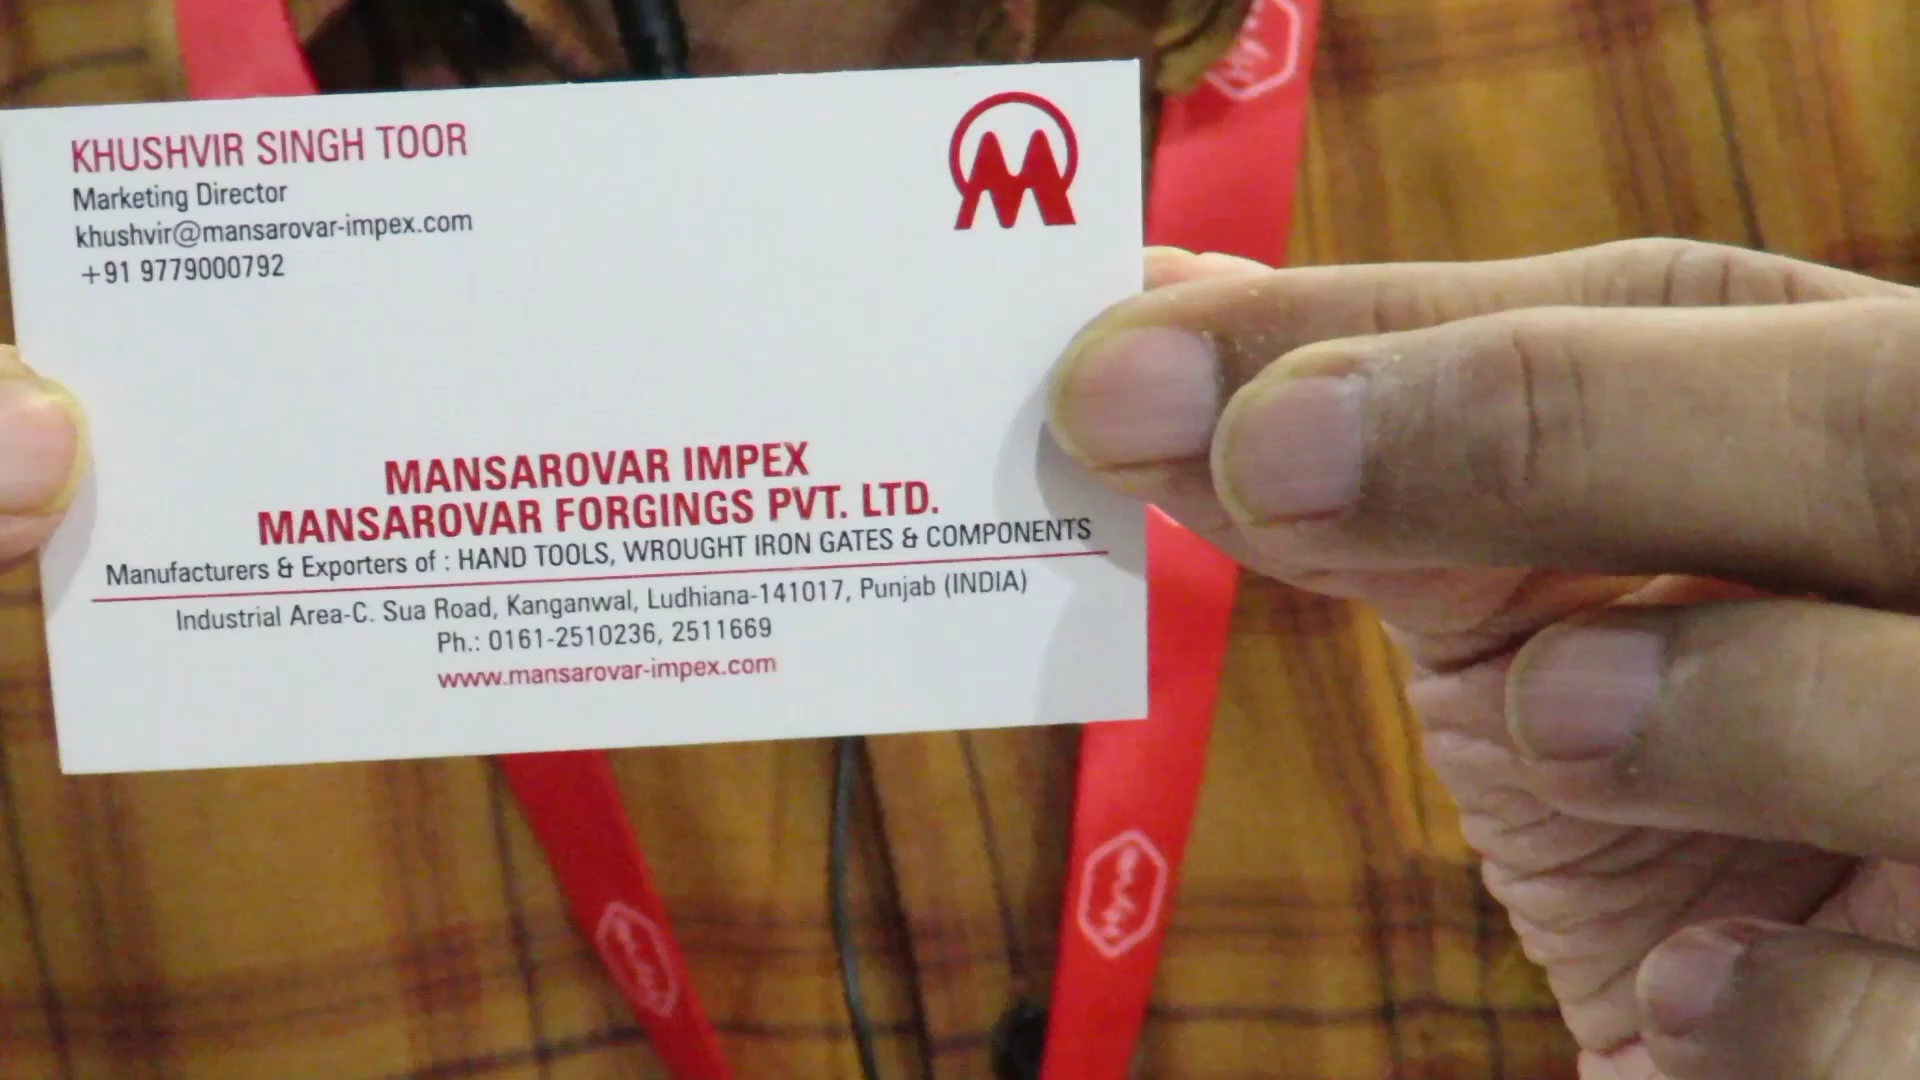 KHUSHVIR SINGH TOOR
Marketing Director
khushvir@mansarovar-impex.com
+91 9779000792
MANSAROVAR IMPEX
MANSAROVAR FORGINGS PVT. LTD.
Manufacturers & Exporters of : HAND TOOLS, WROUGHT IRON GATES & COMPONENTS
Industrial Area-C. Sua Road, Kanganwal, Ludhiana-141017, Punjab (INDIA)
Ph.: 0161-2510236, 2511669
www.mansarovar-impex.com